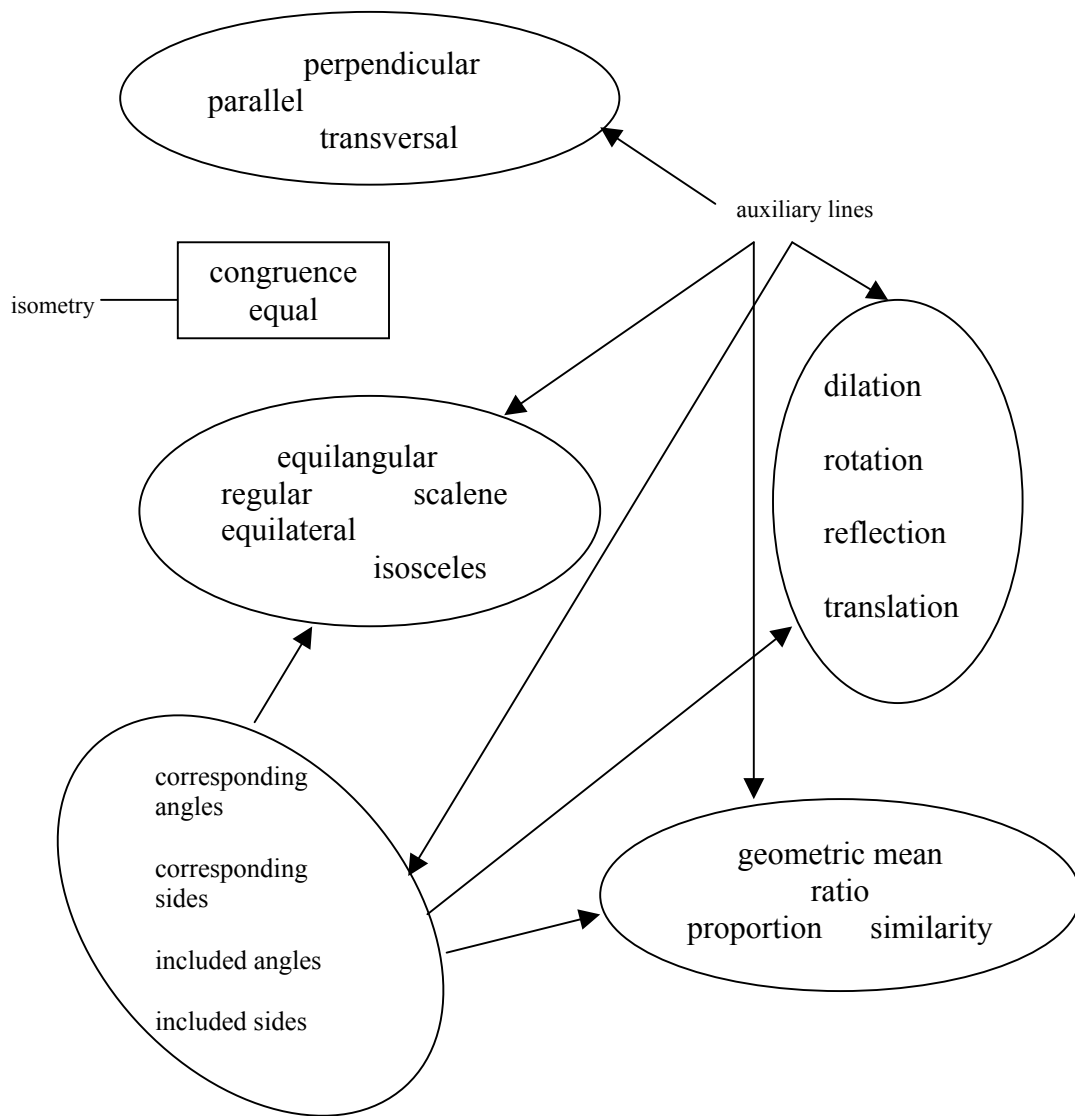 perpendicular
parallel
transversal
auxiliary lines
congruence
equal
isometry
dilation
rotation
reflection
translation
equilangular
regular scalene
equilateral
isosceles
corresponding
angles
corresponding
sides
included angles
included sides
geometric mean
ratio
proportion similarity